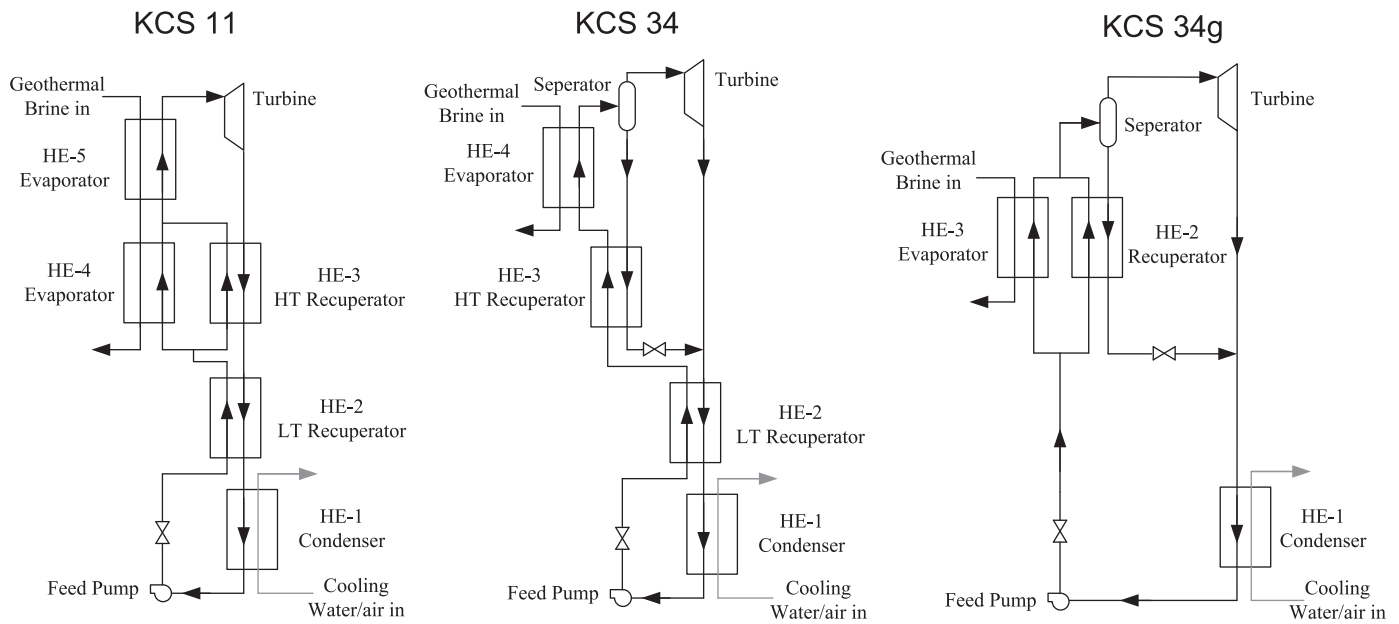 KCS 11
Geothermal
Brine in
Turbine
HE-5
Evaporator
HE-4
Evaporator
HE-3
HT Recuperator
HE-2
LT Recuperator
HE-1
Condenser
Feed Pump
Cooling
Water/air in
KCS 34
Seperator
Geothermal
Brine in
Turbine
HE-4
Evaporator
HE-3
HT Recuperator
HE-2
LT Recuperator
HE-1
Condenser
Feed Pump
Cooling
Water/air in
KCS 34g
Turbine
Seperator
Geothermal
Brine in
HE-3
Evaporator
HE-2
Recuperator
HE-1
Condenser
Feed Pump
Cooling
Water/air in